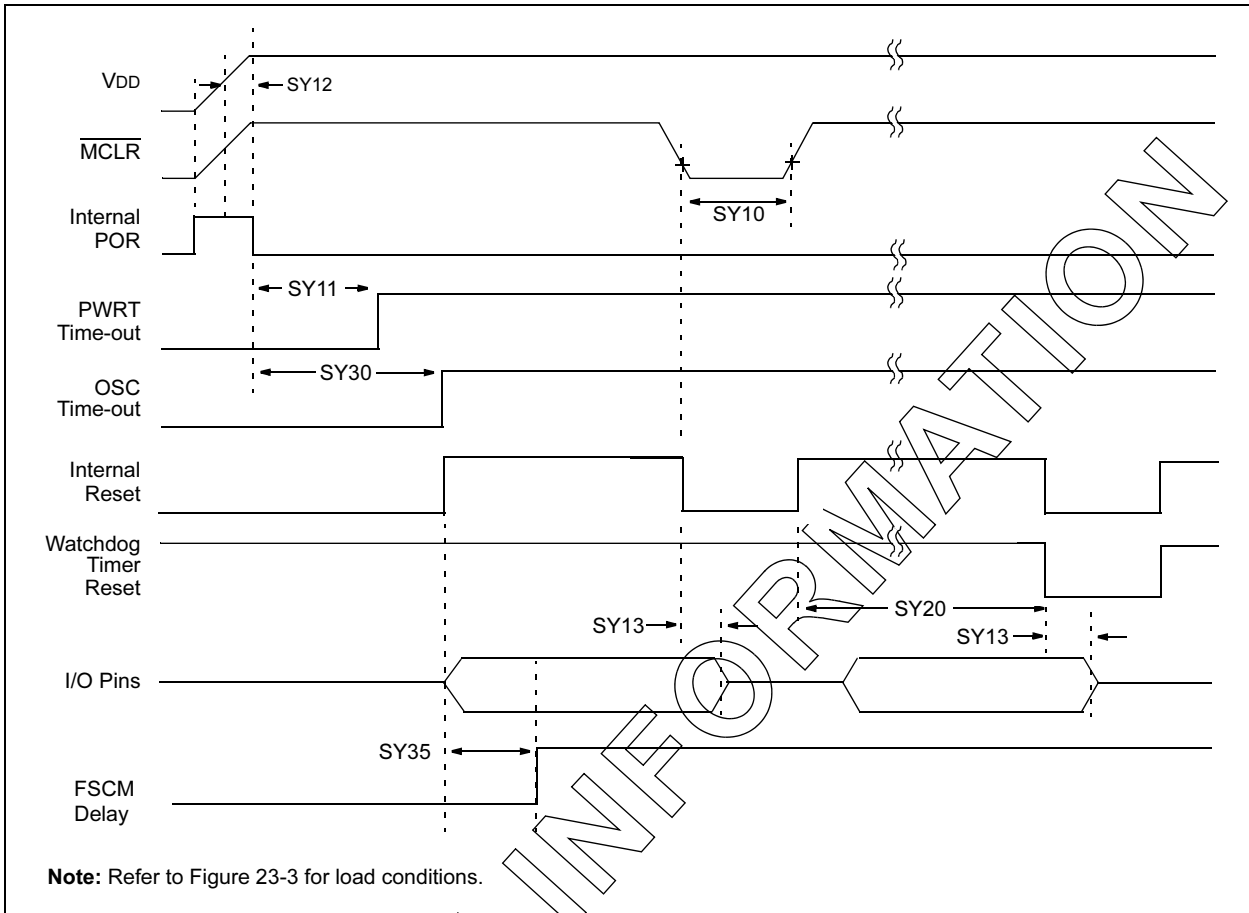 VDD
SY12
MCLR
SY10
Internal
POR
SY11
PWRT
Time-out
SY30
OSC
Time-out
Internal
Reset
Watchdog
Timer
Reset
SY20
SY13
SY13
I/O Pins
SY35
FSCM
Delay
Note: Refer to Figure 23-3 for load conditions.
INFORMATION